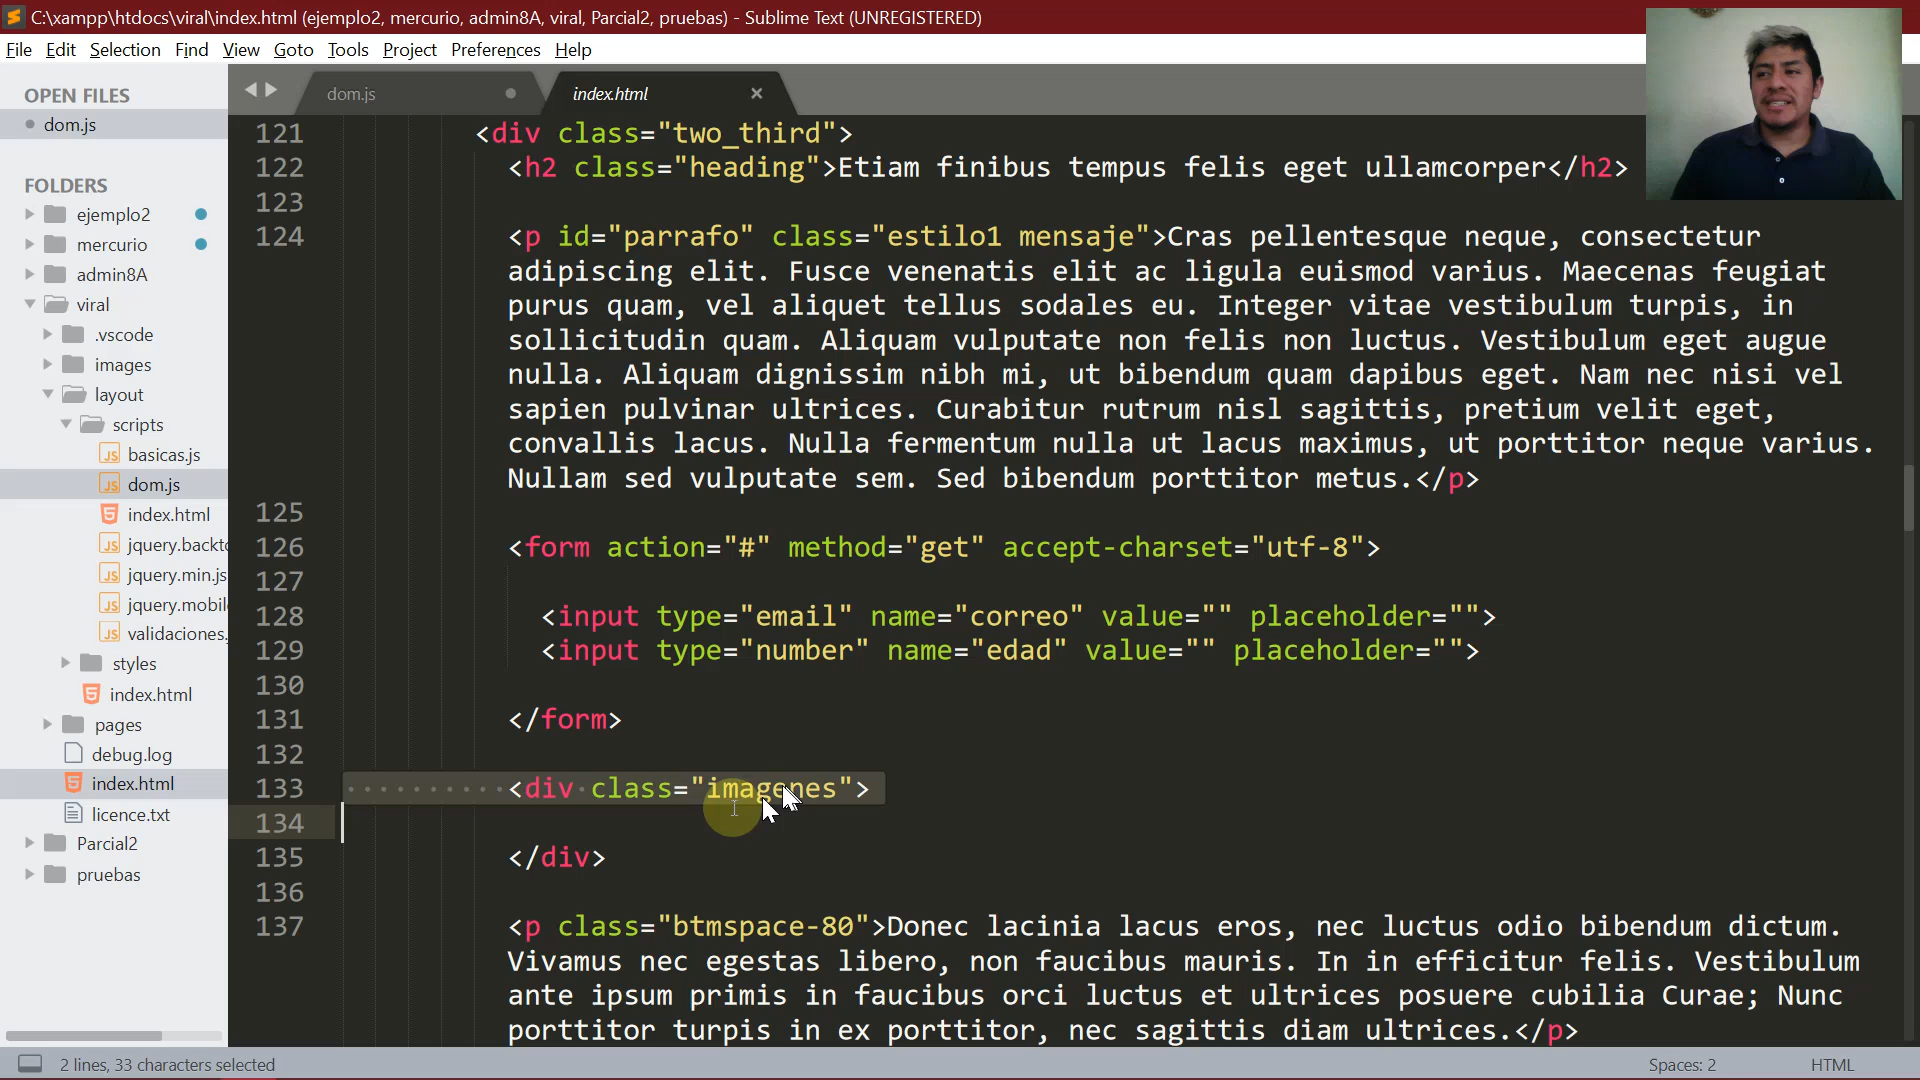 C:\xampp\htdocs\viral\index.html (ejemplo2, mercurio, admin8A, viral, Parcial2, pruebas) - Sublime Text (UNREGISTERED)
File Edit Selection Find View Goto Tools Project Preferences Help
OPEN FILES
dom.js
FOLDERS
ejemplo2
mercurio
admin8A
viral
.vscode
images
layout
scripts
basicas.js
dom.js
index.html
jquery.backto
jquery.min.js
jquery.mobil
validaciones.
styles
index.html
pages
debug.log
index.html
licence.txt
Parcial2
pruebas
dom.js
index.html
121 <div class="two_third">
122 <h2 class="heading">Etiam finibus tempus felis eget ullamcorper</h2>
123
124 <p id="parrafo" class="estilo1 mensaje">Cras pellentesque neque, consectetur
adipiscing elit. Fusce venenatis elit ac ligula euismod varius. Maecenas feugiat
purus quam, vel aliquet tellus sodales eu. Integer vitae vestibulum turpis, in
sollicitudin quam. Aliquam vulputate non felis non luctus. Vestibulum eget augue
nulla. Aliquam dignissim nibh mi, ut bibendum quam dapibus eget. Nam nec nisi vel
sapien pulvinar ultrices. Curabitur rutrum nisl sagittis, pretium velit eget,
convallis lacus. Nulla fermentum nulla ut lacus maximus, ut porttitor neque varius.
Nullam sed vulputate sem. Sed bibendum porttitor metus.</p>
125
126 <form action="#" method="get" accept-charset="utf-8">
127
128 <input type="email" name="correo" value="" placeholder="">
129 <input type="number" name="edad" value="" placeholder="">
130
131 </form>
132
133 <div class="imagenes">
134
135 </div>
136
137 <p class="btmspace-80">Donec lacinia lacus eros, nec luctus odio bibendum dictum.
Vivamus nec egestas libero, non faucibus mauris. In in efficitur felis. Vestibulum
ante ipsum primis in faucibus orci luctus et ultrices posuere cubilia Curae; Nunc
porttitor turpis in ex porttitor, nec sagittis diam ultrices.</p>
2 lines, 33 characters selected
Spaces: 2
HTML